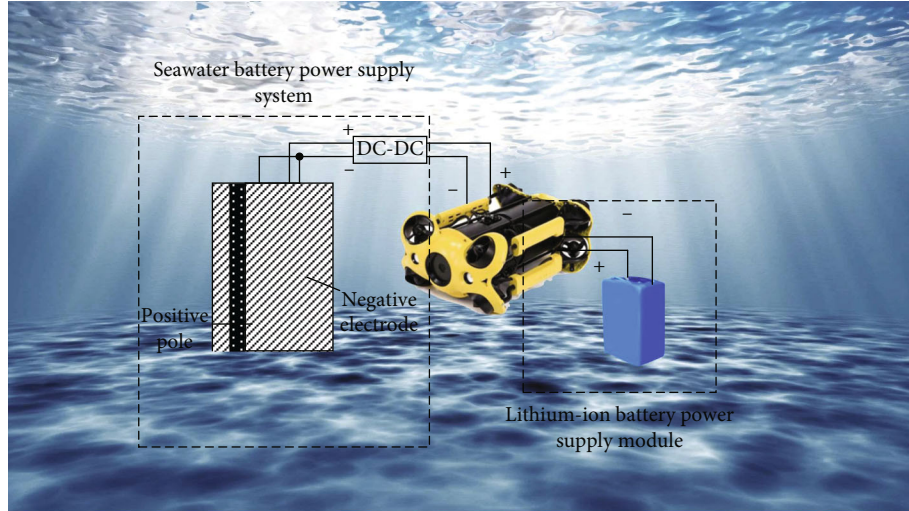 Seawater battery power supply
system
+
DC-DC
−
−
+
−
+
Positive
pole
Negative
electrode
Lithium-ion battery power
supply module